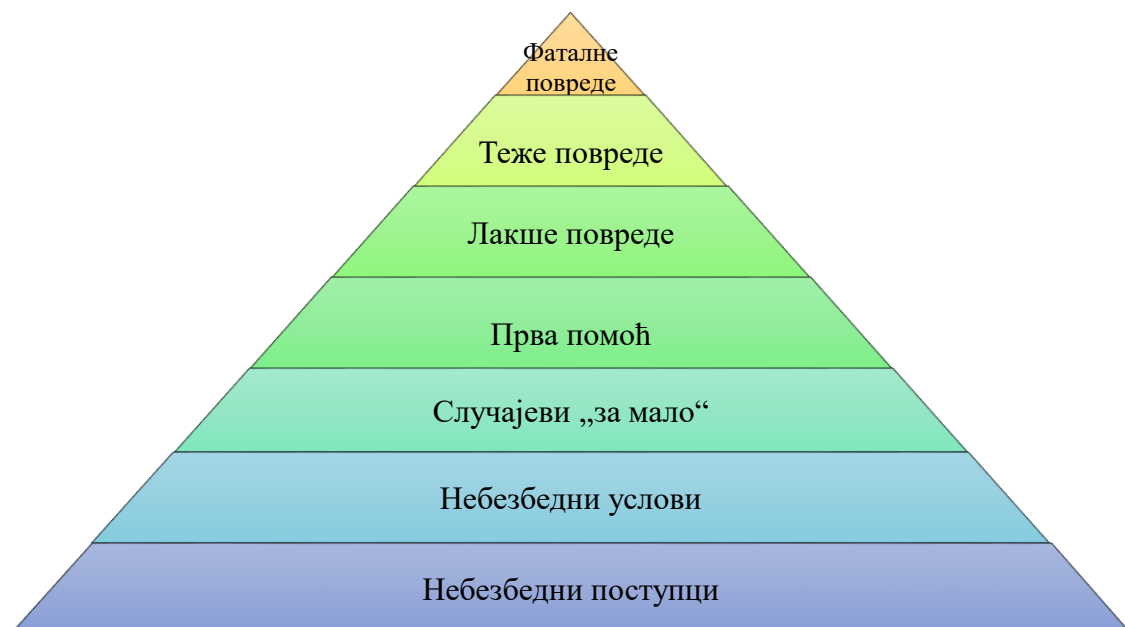 Фаталне
повреде
Теже повреде
Лакше повреде
Прва помоћ
Случајеви „за мало“
Небезбедни услови
Небезбедни поступци